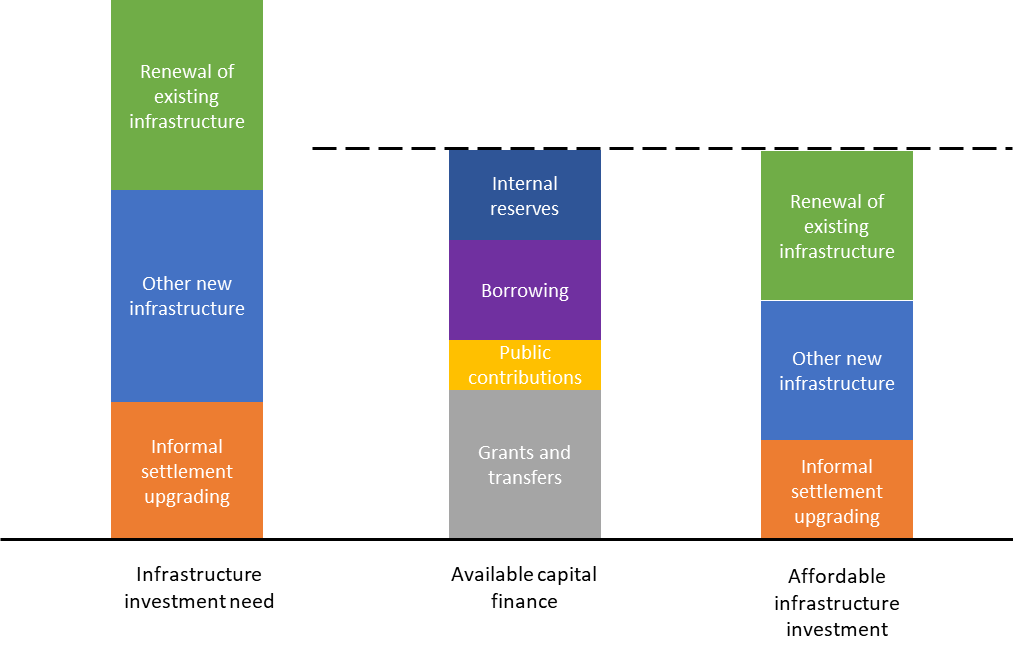 Renewal of
existing
infrastructure
Other new
infrastructure
Informal
settlement
upgrading
Internal
reserves
Borrowing
Public
contributions
Grants and
transfers
Renewal of
existing
infrastructure
Other new
infrastructure
Informal
settlement
upgrading
Infrastructure
investment need
Available capital
finance
Affordable
infrastructure
investment